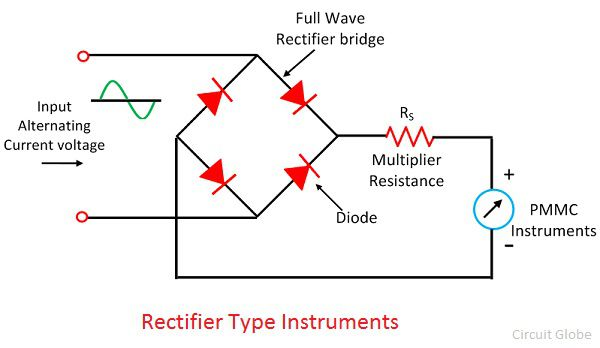 Full Wave
Rectifier bridge
Input
Alternating
Current voltage
RS
Multiplier
Resistance
+
PMMC
Instruments
−
Diode
Rectifier Type Instruments
Circuit Globe